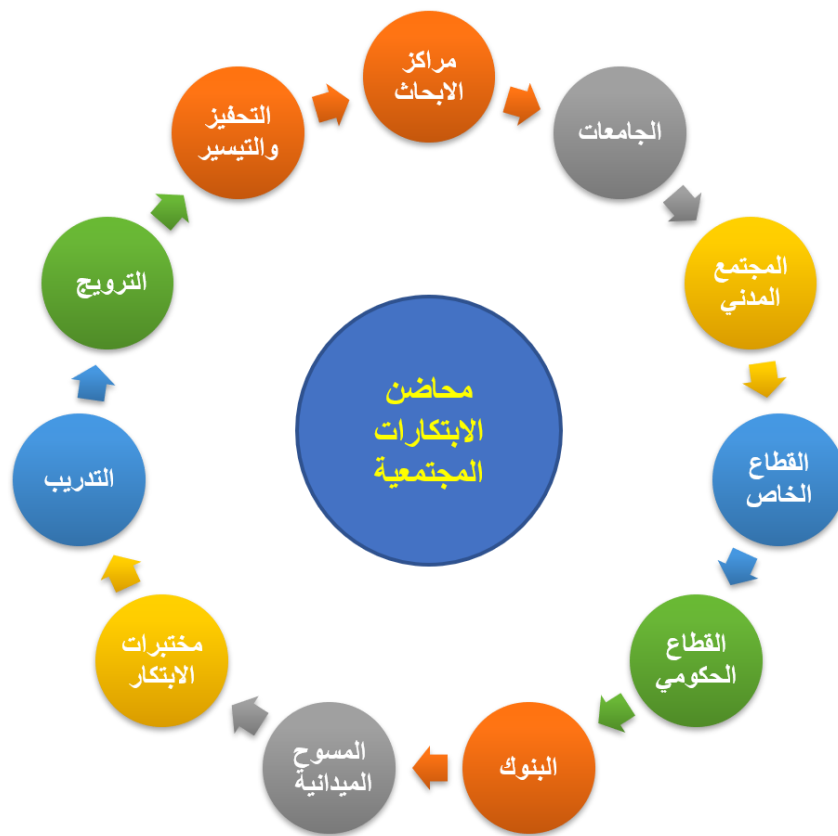 مراكز
الابحاث
الجامعات
المجتمع
المدني
القطاع
الخاص
القطاع
الحكومي
البنوك
المسوح
الميدانية
مختبرات
الابتكار
التدريب
الترويج
التحفيز
والتيسير
محاضن
الابتكارات
المجتمعية